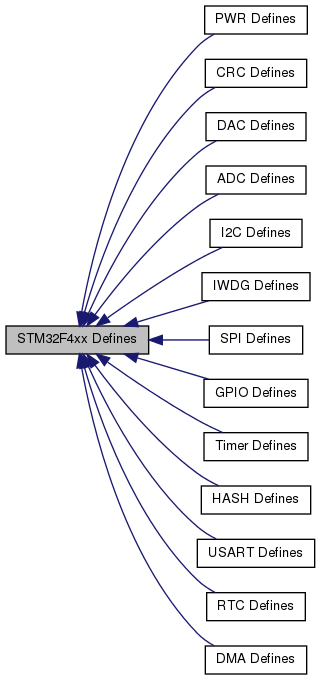 PWR Defines
CRC Defines
DAC Defines
ADC Defines
I2C Defines
IWDG Defines
STM32F4xx Defines
SPI Defines
GPIO Defines
Timer Defines
HASH Defines
USART Defines
RTC Defines
DMA Defines